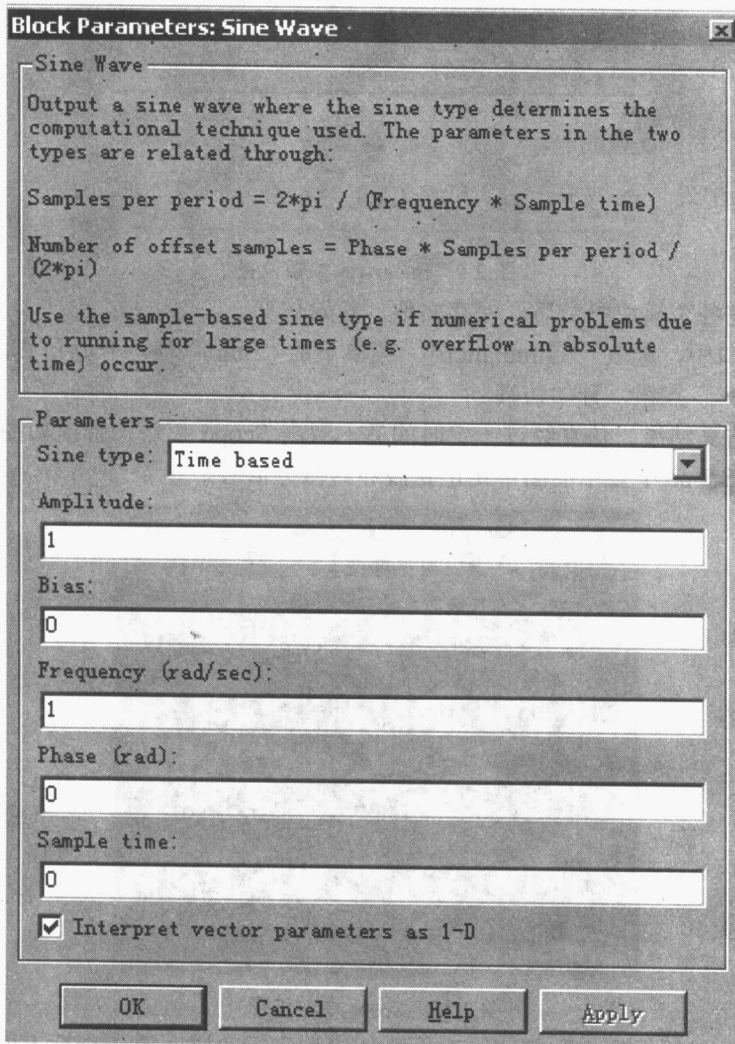 Block Parameters: Sine Wave
Sine Wave
Output a sine wave where the sine type determines the
computational technique used. The parameters in the two
types are related through:
Samples per period = 2*pi / (Frequency * Sample time)
Number of offset samples = Phase * Samples per period /
(2*pi)
Use the sample-based sine type if numerical problems due
to running for large times (e.g. overflow in absolute
time) occur.
Parameters
Sine type: Time based
Amplitude:
1
Bias:
0
Frequency (rad/sec):
1
Phase (rad):
0
Sample time:
0
Interpret vector parameters as 1-D
OK Cancel Help Apply